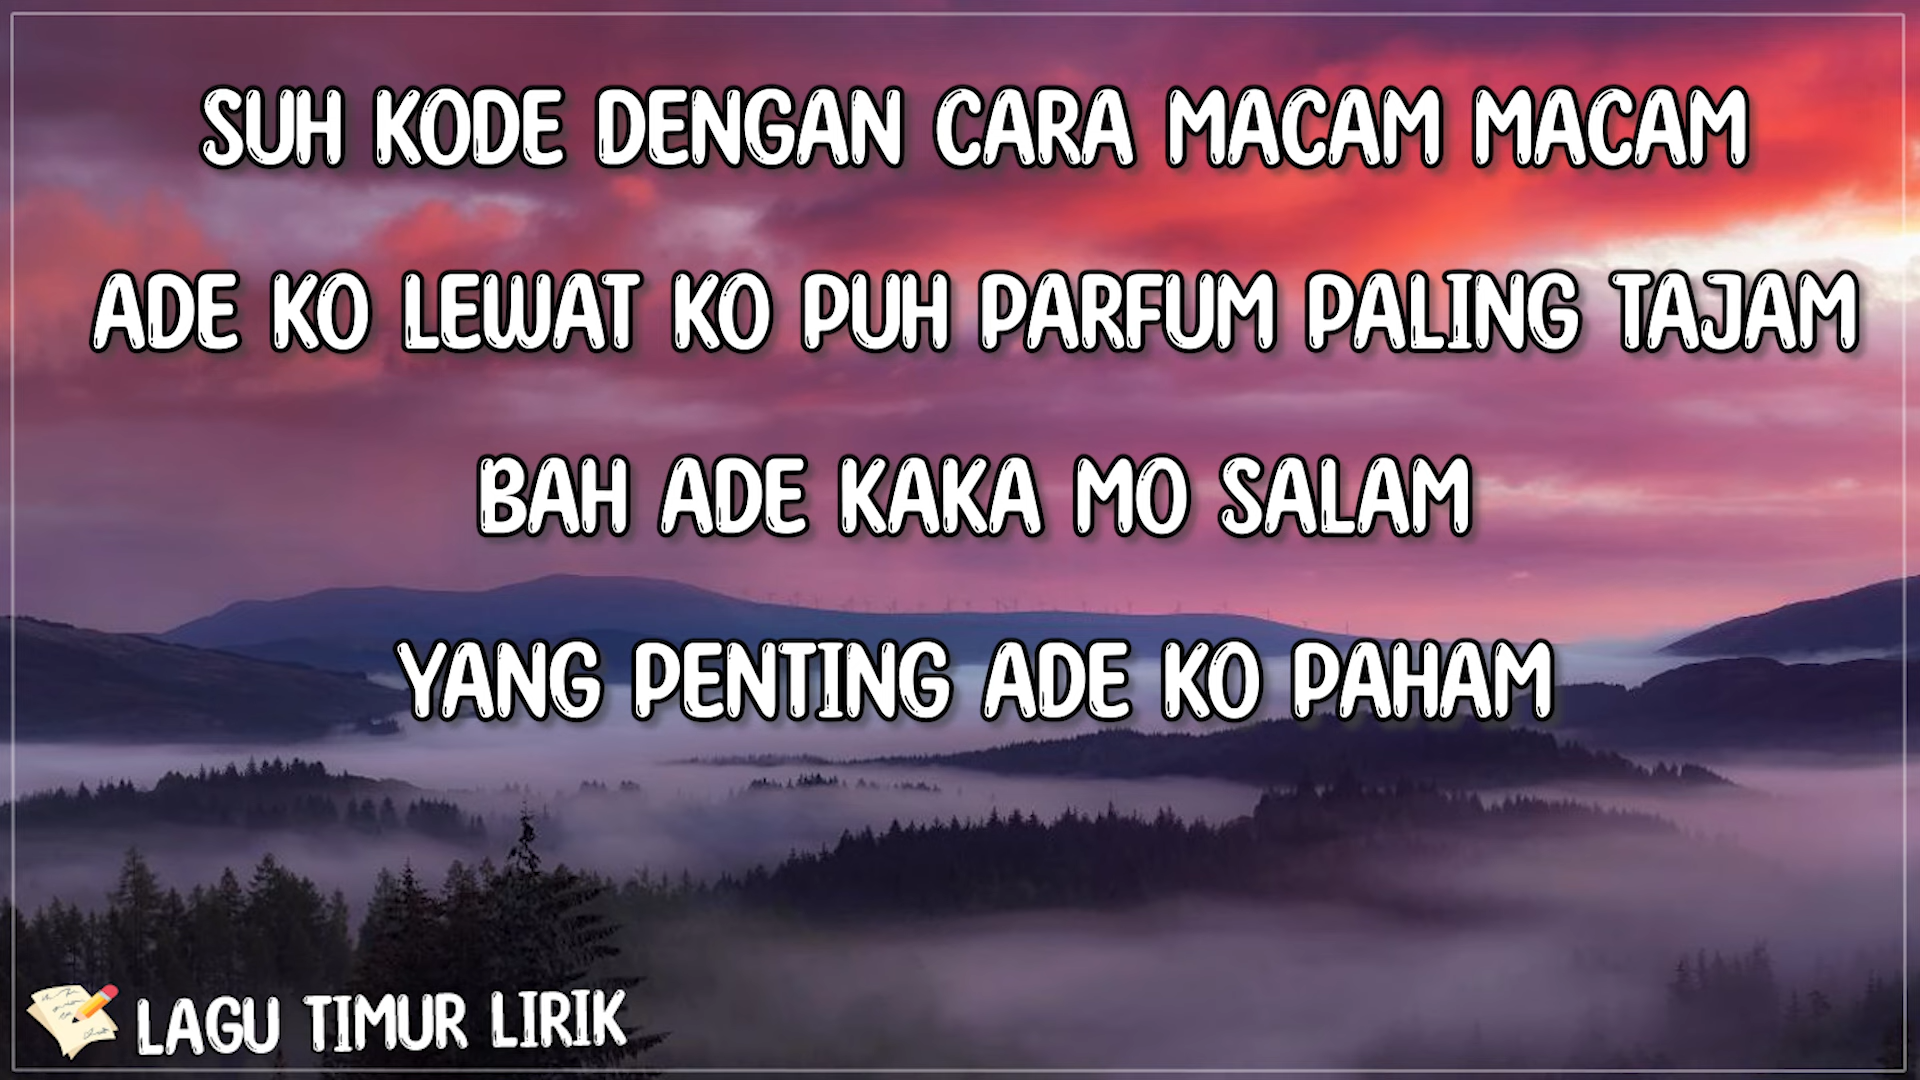 SUH KODE DENGAN CARA MACAM MACAM
ADE KO LEWAT KO PUH PARFUM PALING TAJAM
BAH ADE KAKA MO SALAM
YANG PENTING ADE KO PAHAM
LAGU TIMUR LIRIK